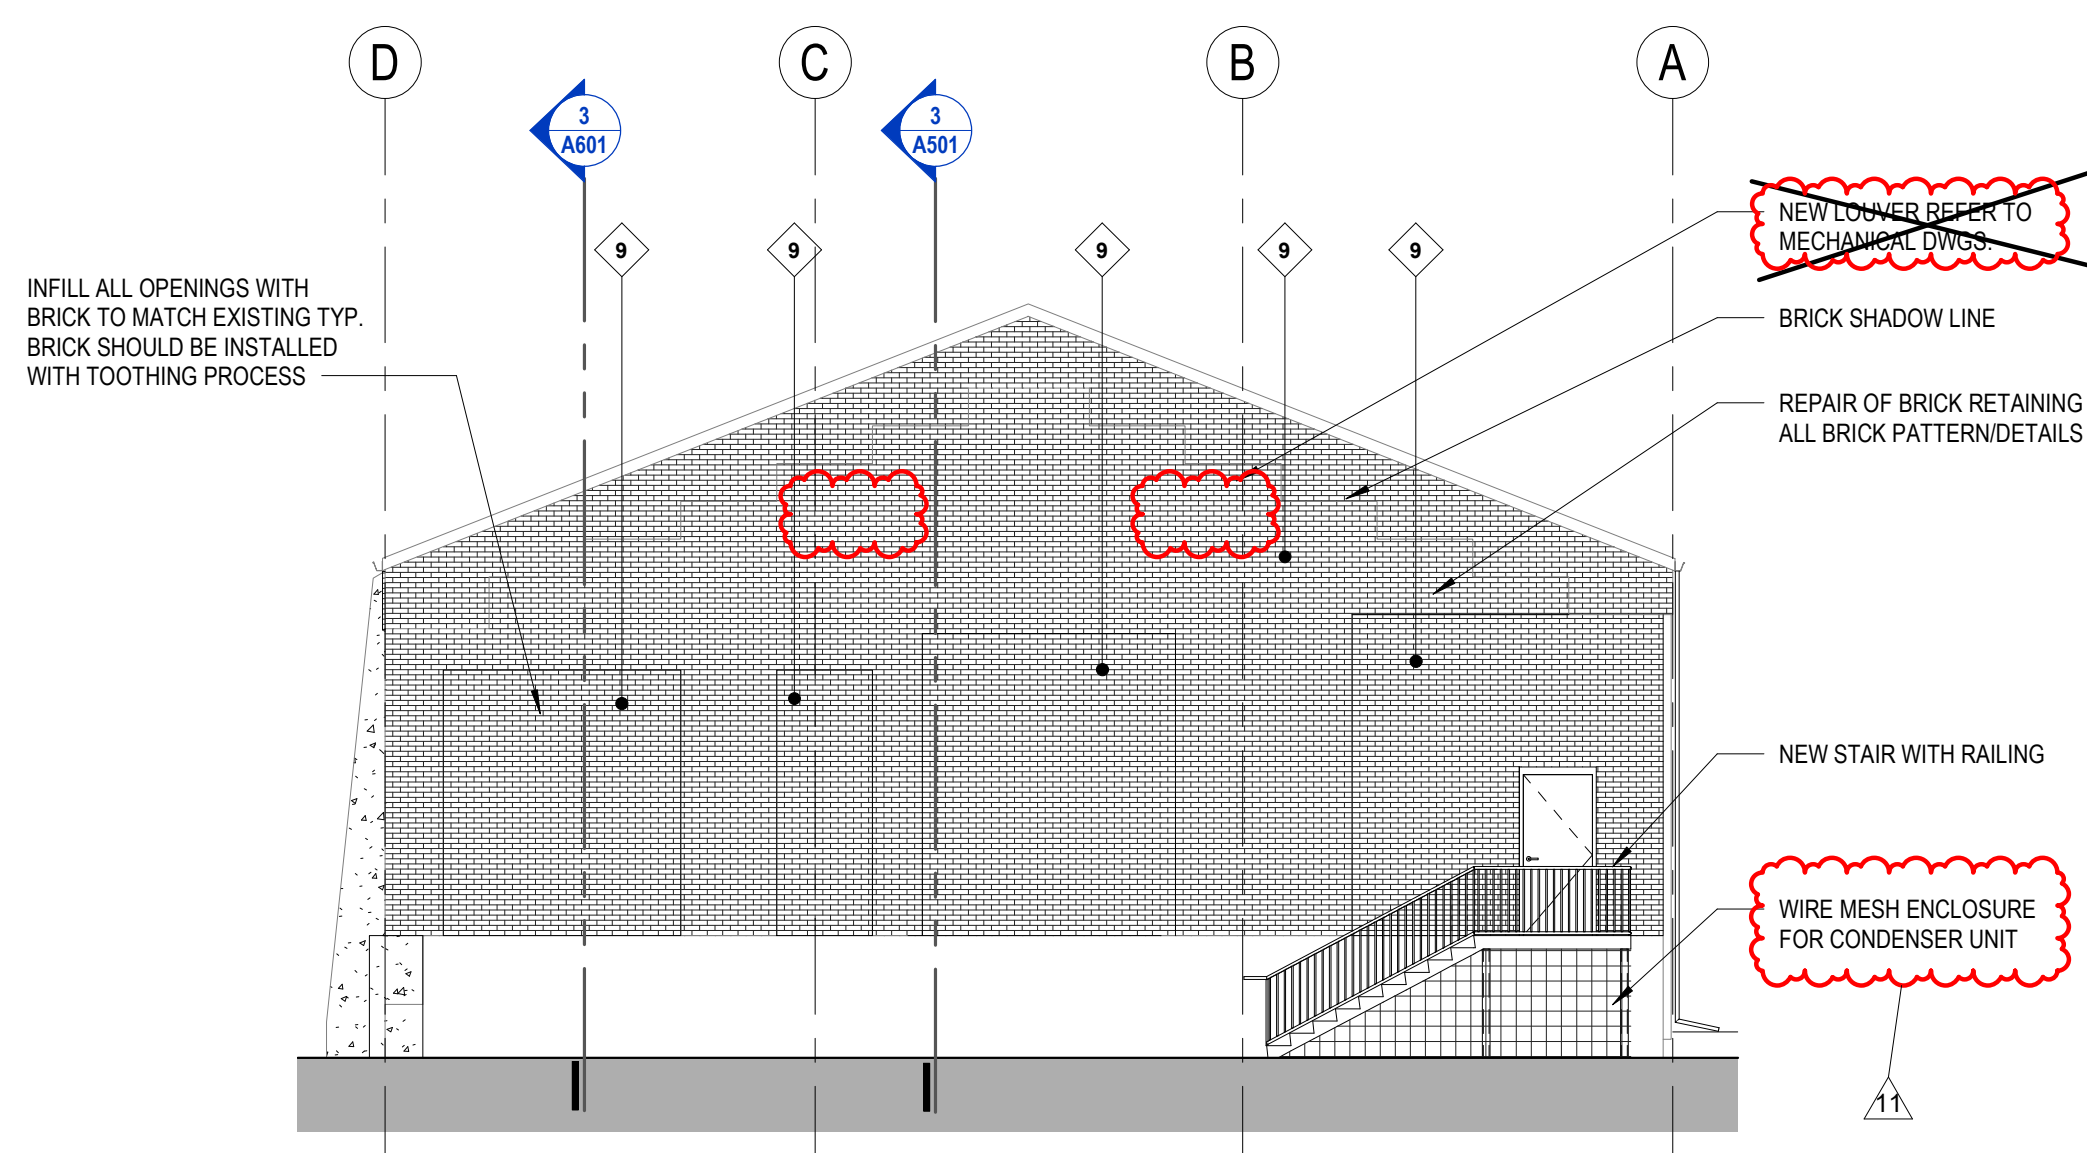 D
C
B
A
3
A601
3
A501
9
9
9
9
9
NEW LOUVER REFER TO
MECHANICAL DWGS.
INFILL ALL OPENINGS WITH
BRICK TO MATCH EXISTING TYP.
BRICK SHOULD BE INSTALLED
WITH TOOTHING PROCESS
BRICK SHADOW LINE
REPAIR OF BRICK RETAINING
ALL BRICK PATTERN/DETAILS
NEW STAIR WITH RAILING
WIRE MESH ENCLOSURE
FOR CONDENSER UNIT
11